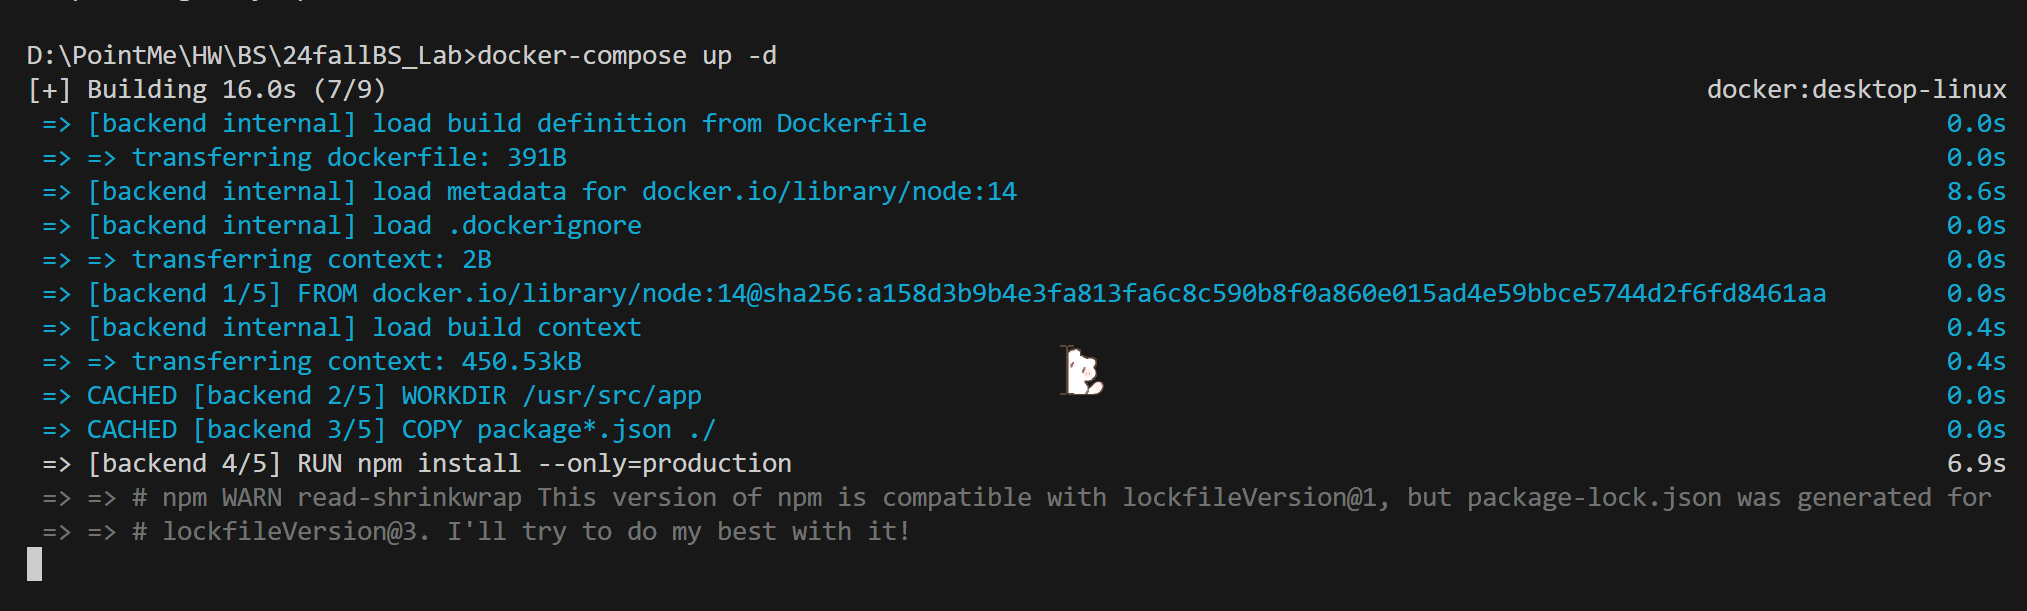 D:\PointMe\HW\BS\24fallBS_Lab>docker-compose up -d
[+] Building 16.0s (7/9) docker:desktop-linux
=> [backend internal] load build definition from Dockerfile 0.0s
=> => transferring dockerfile: 391B 0.0s
=> [backend internal] load metadata for docker.io/library/node:14 8.6s
=> [backend internal] load .dockerignore 0.0s
=> => transferring context: 2B 0.0s
=> [backend 1/5] FROM docker.io/library/node:14@sha256:a158d3b9b4e3fa813fa6c8c590b8f0a860e015ad4e59bbce5744d2f6fd8461aa 0.0s
=> [backend internal] load build context 0.4s
=> => transferring context: 450.53kB 0.4s
=> CACHED [backend 2/5] WORKDIR /usr/src/app 0.0s
=> CACHED [backend 3/5] COPY package*.json ./ 0.0s
=> [backend 4/5] RUN npm install --only=production 6.9s
=> => # npm WARN read-shrinkwrap This version of npm is compatible with lockfileVersion@1, but package-lock.json was generated for
=> => # lockfileVersion@3. I'll try to do my best with it!